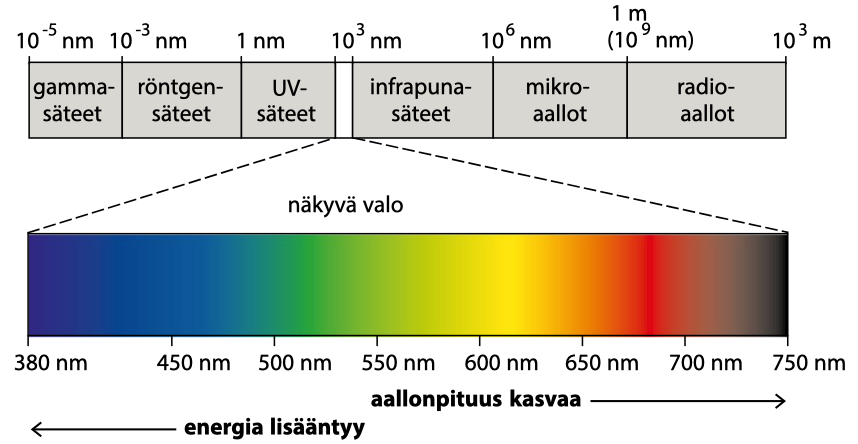 1 m
10⁻⁵ nm 10⁻³ nm 1 nm 10³ nm 10⁶ nm (10⁹ nm) 10³ m
gamma- röntgen- UV- infrapuna- mikro- radio-
säteet säteet säteet säteet aallot aallot
näkyvä valo
380 nm 450 nm 500 nm 550 nm 600 nm 650 nm 700 nm 750 nm
aallonpituus kasvaa
energia lisääntyy